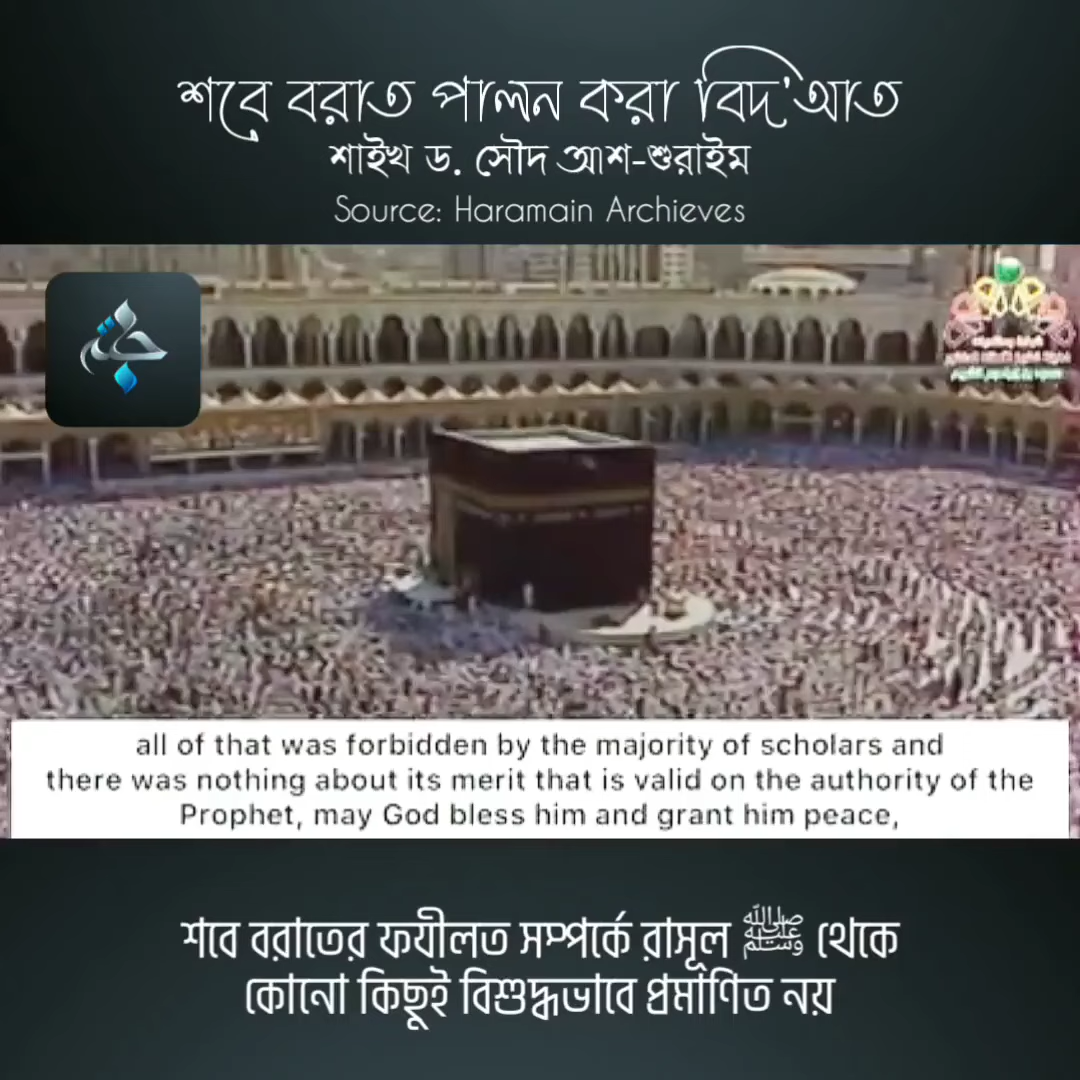 শবে বরাত পালন করা বিদ'আত
শাইখ ড. সৌদ আশ-শুরাইম
Source: Haramain Archieves
all of that was forbidden by the majority of scholars and
there was nothing about its merit that is valid on the authority of the
Prophet, may God bless him and grant him peace,
শবে বরাতের ফযীলত সম্পর্কে রাসূল ﷺ থেকে
কোনো কিছুই বিশুদ্ধভাবে প্রমাণিত নয়